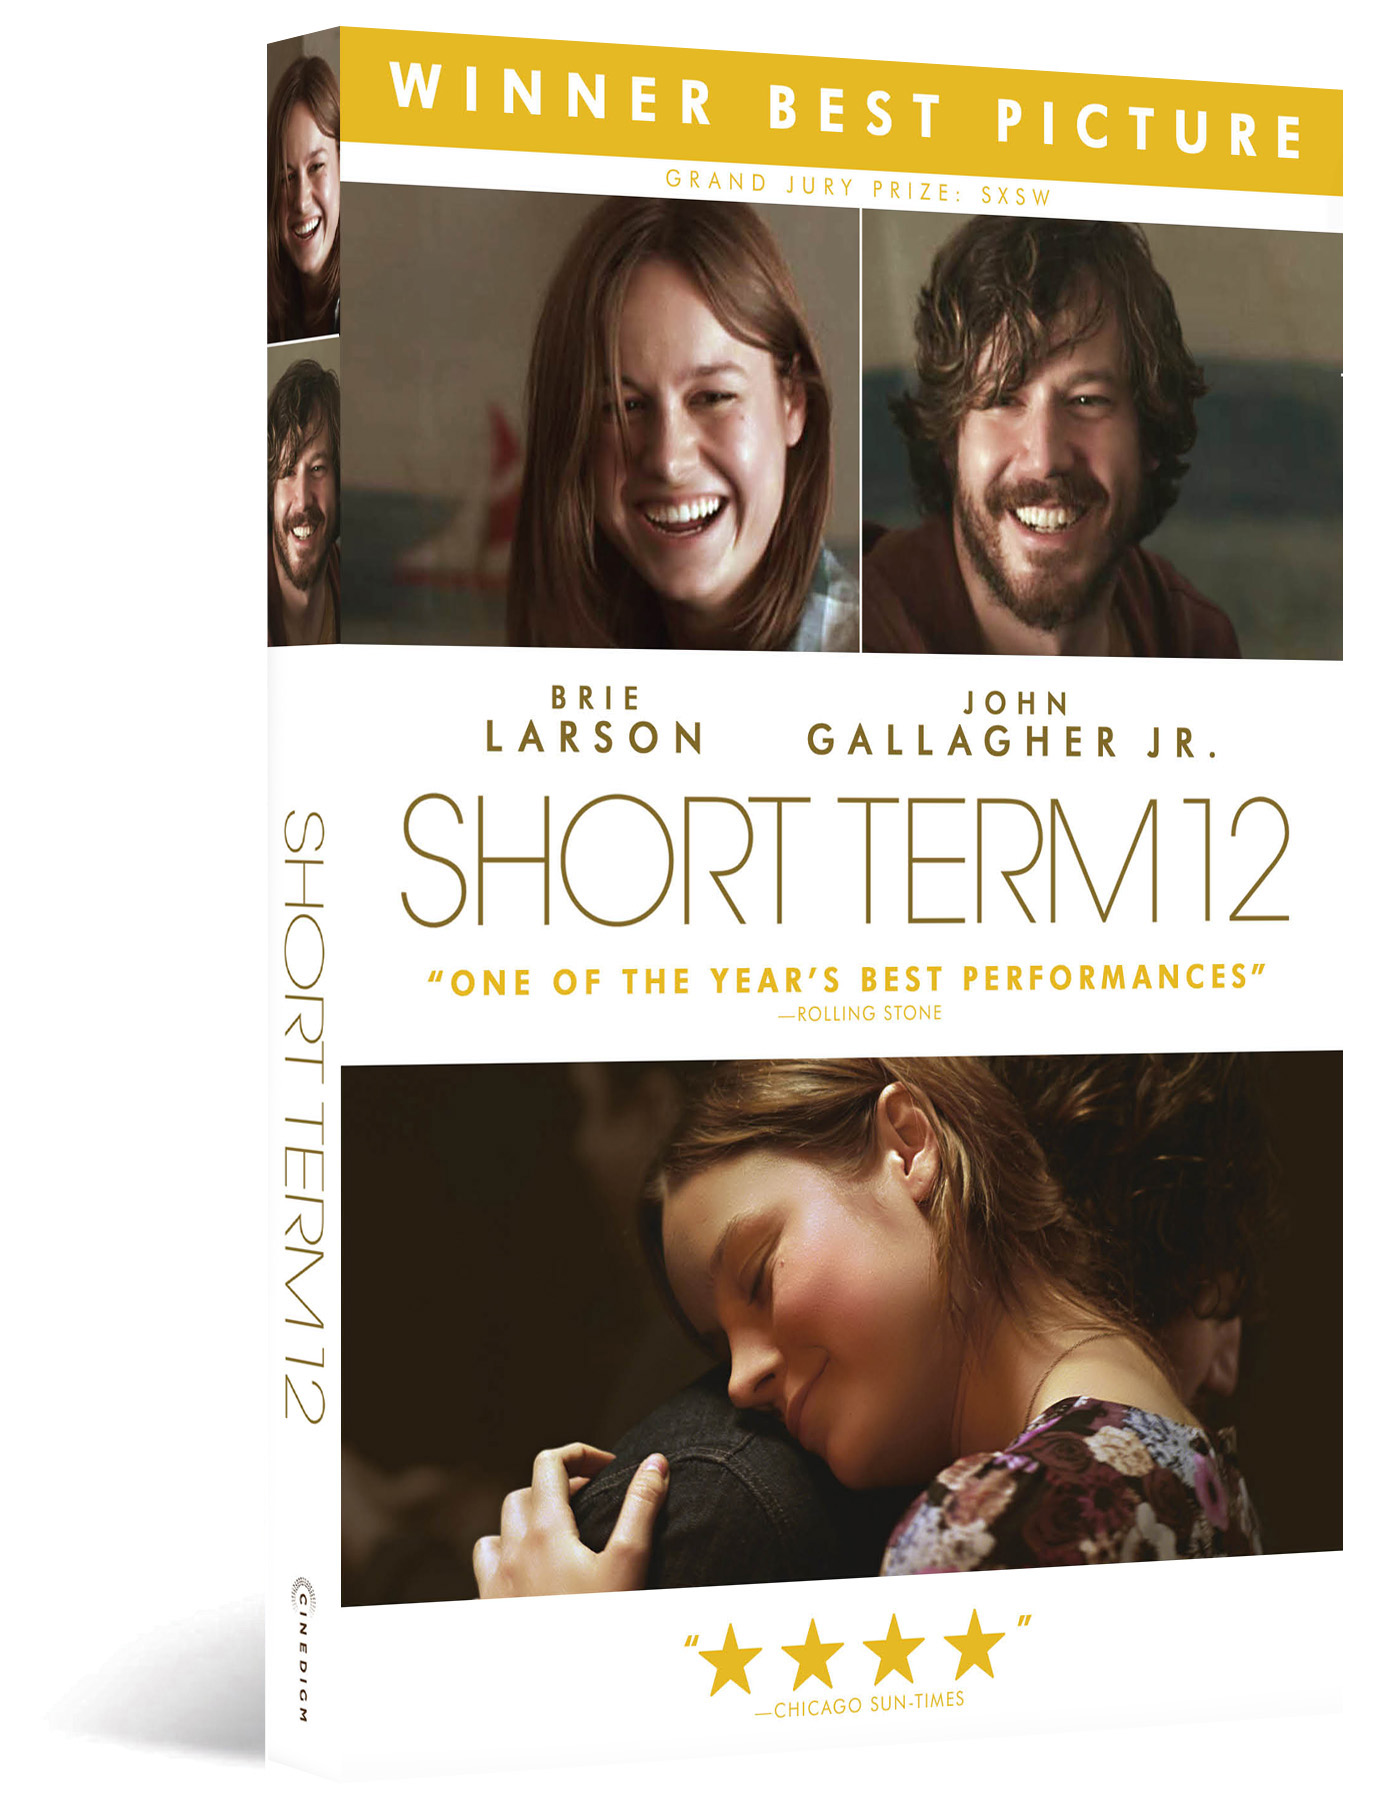 WINNER BEST PICTURE
GRAND JURY PRIZE: SXSW
BRIE
LARSON
JOHN
GALLAGHER JR.
SHORT TERM 12
“ONE OF THE YEAR’S BEST PERFORMANCES”
—ROLLING STONE
“★★★★”
—CHICAGO SUN-TIMES
SHORT TERM 12
CINEDIGM